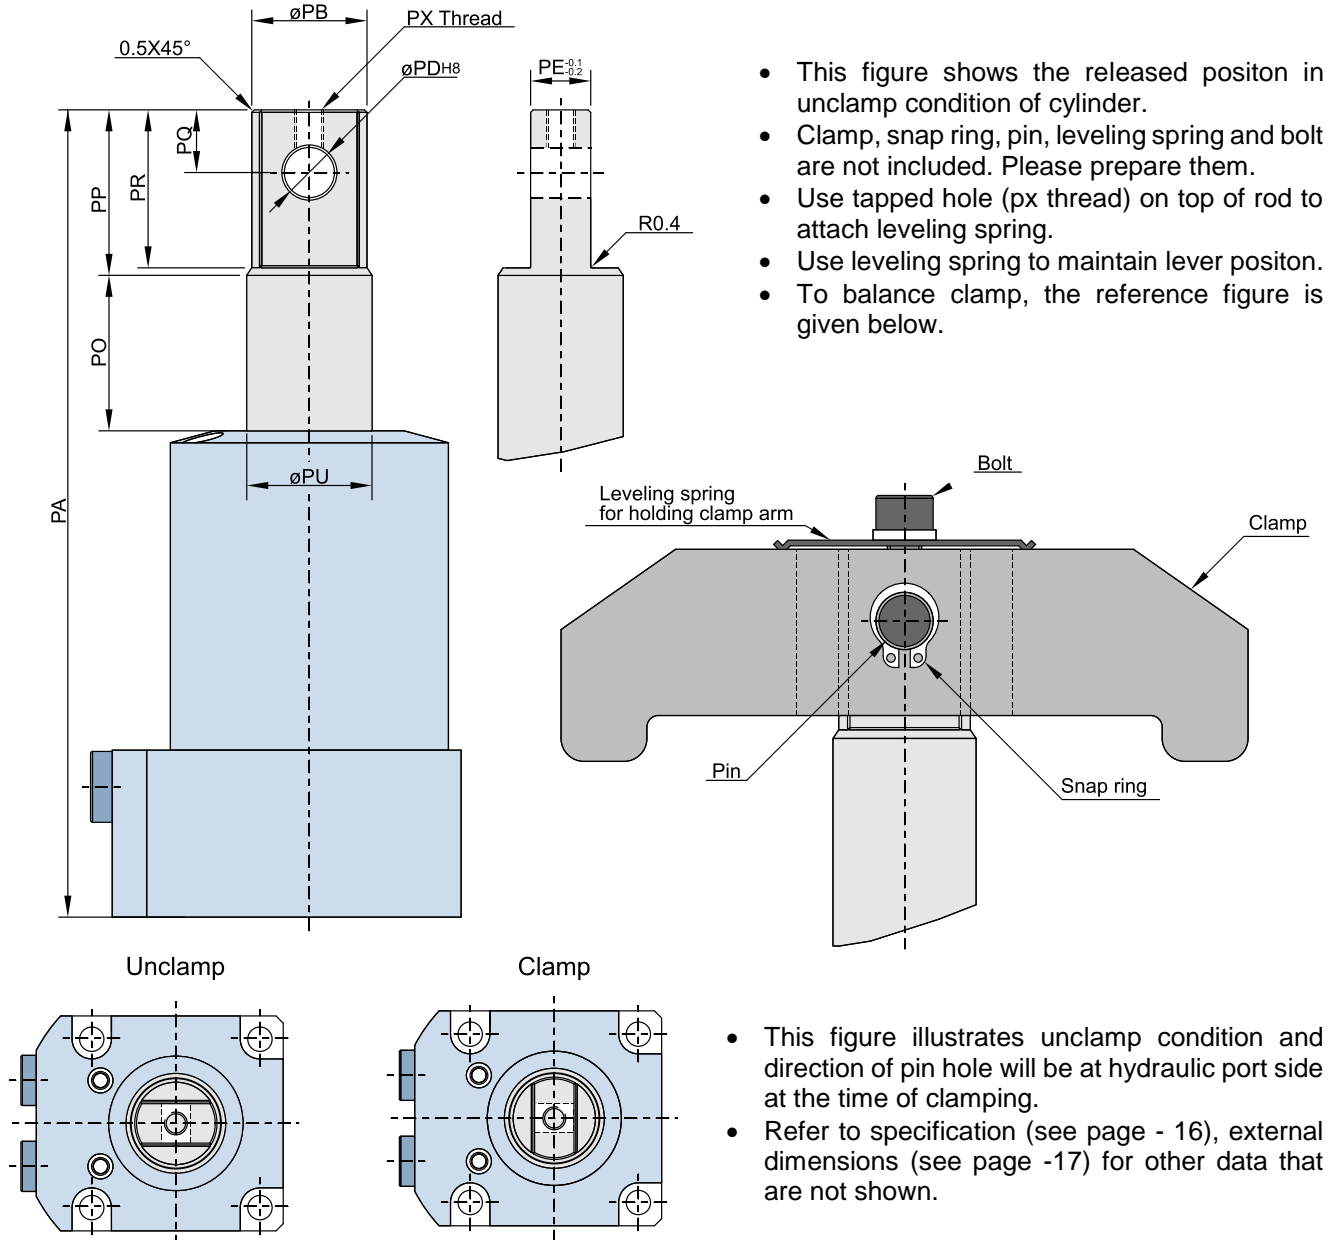 øPB
PX Thread
0.5X45°
øPDH8
PE-0.1
-0.2
PQ
PP
PR
R0.4
PO
øPU
PA
• This figure shows the released positon in
unclamp condition of cylinder.
• Clamp, snap ring, pin, leveling spring and bolt
are not included. Please prepare them.
• Use tapped hole (px thread) on top of rod to
attach leveling spring.
• Use leveling spring to maintain lever positon.
• To balance clamp, the reference figure is
given below.
Bolt
Leveling spring
for holding clamp arm
Clamp
Pin
Snap ring
Unclamp
Clamp
• This figure illustrates unclamp condition and
direction of pin hole will be at hydraulic port side
at the time of clamping.
• Refer to specification (see page - 16), external
dimensions (see page -17) for other data that
are not shown.